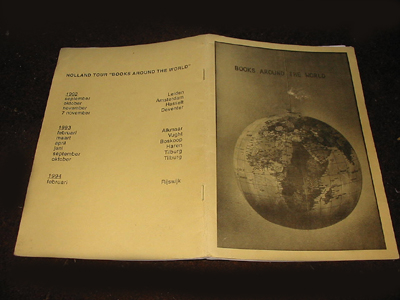 HOLLAND TOUR "BOOKS AROUND THE WORLD"
1992
september Leiden
oktober Amsterdam
november Hasselt
7 november Deventer
1993
februari Alkmaar
maart Vught
april Boskoop
juni Haren
september Tilburg
oktober Tilburg
1994
februari Rijswijk
BOOKS AROUND THE WORLD